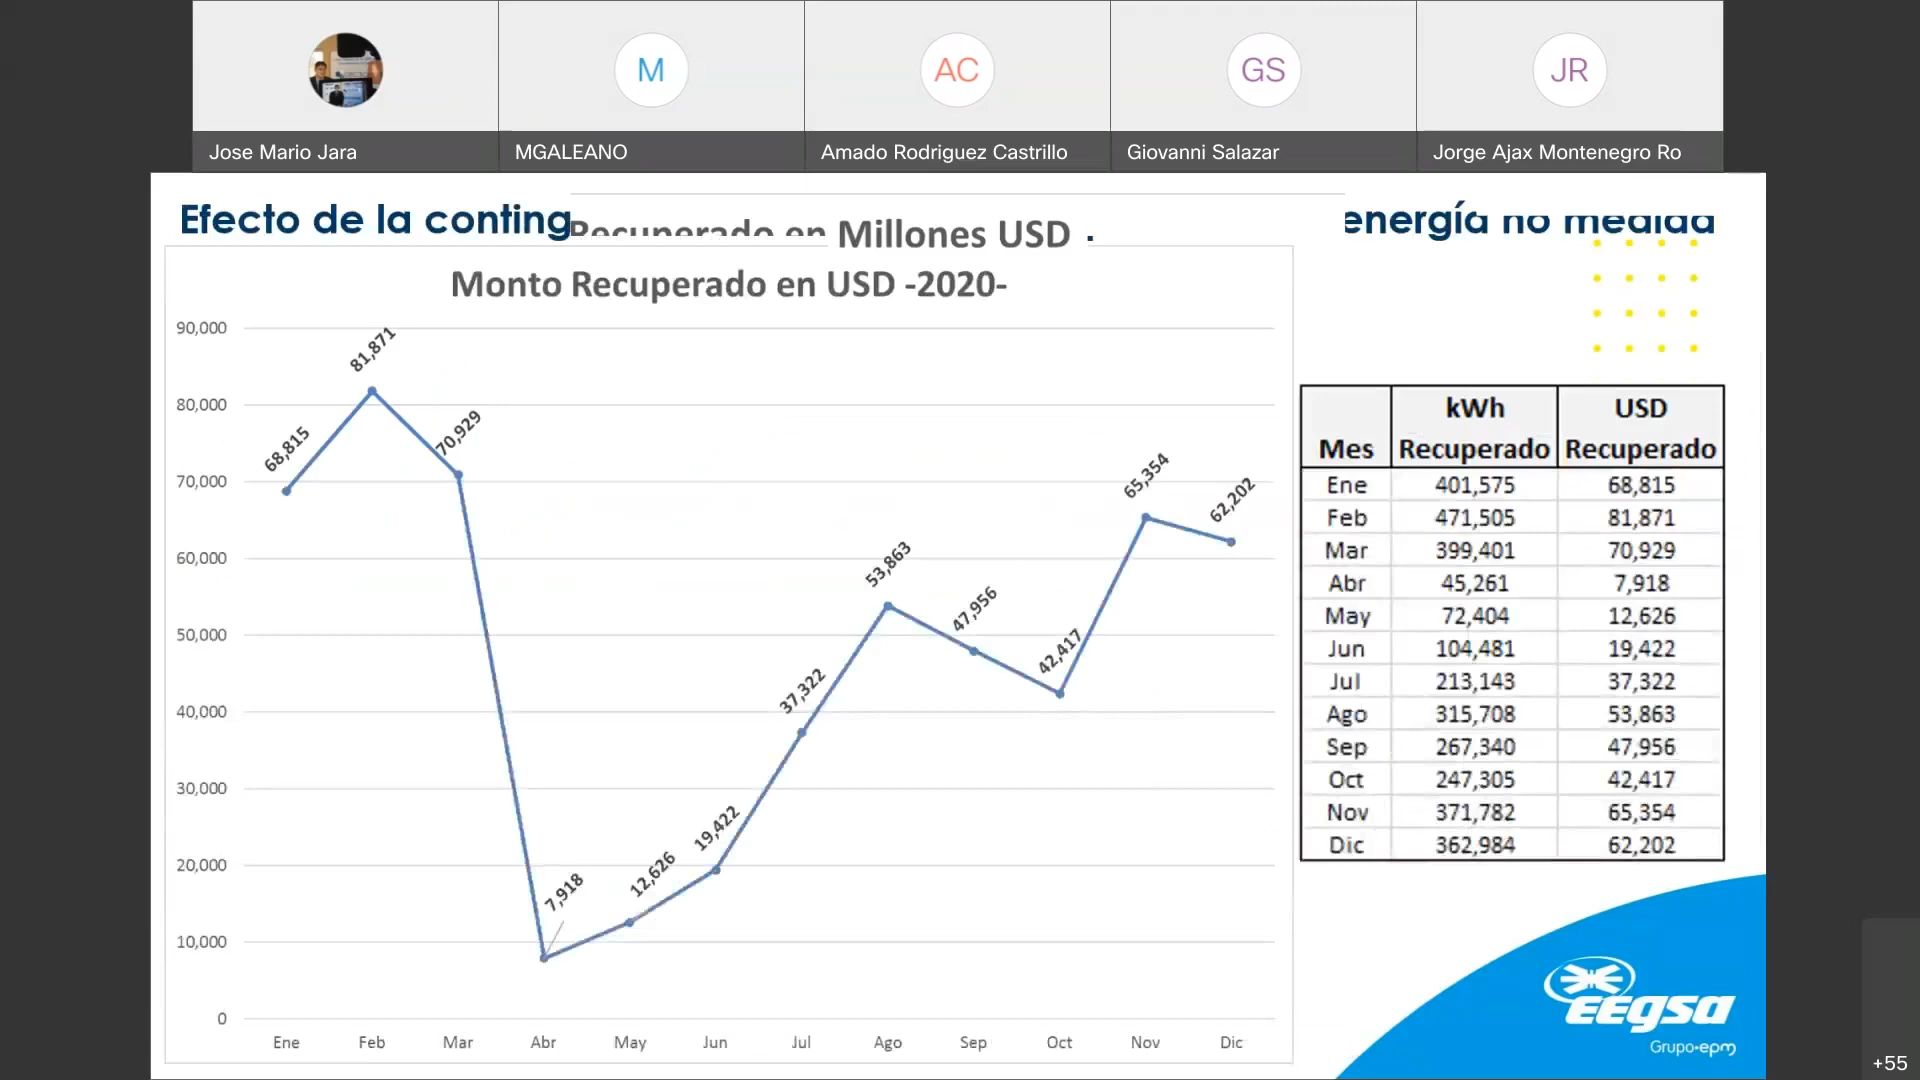 M
AC
GS
JR
Jose Mario Jara
MGALEANO
Amado Rodriguez Castrillo
Giovanni Salazar
Jorge Ajax Montenegro Ro
Efecto de la conting
Recuperado en Millones USD
energía no medida
Monto Recuperado en USD -2020-
90,000
80,000
70,000
60,000
50,000
40,000
30,000
20,000
10,000
0
68,815
81,871
70,929
7,918
12,626
19,422
37,322
53,863
47,956
42,417
65,354
62,202
Ene Feb Mar Abr May Jun Jul Ago Sep Oct Nov Dic
Mes kWh Recuperado USD Recuperado
Ene 401,575 68,815
Feb 471,505 81,871
Mar 399,401 70,929
Abr 45,261 7,918
May 72,404 12,626
Jun 104,481 19,422
Jul 213,143 37,322
Ago 315,708 53,863
Sep 267,340 47,956
Oct 247,305 42,417
Nov 371,782 65,354
Dic 362,984 62,202
EEGSA
Grupo·epm
+55